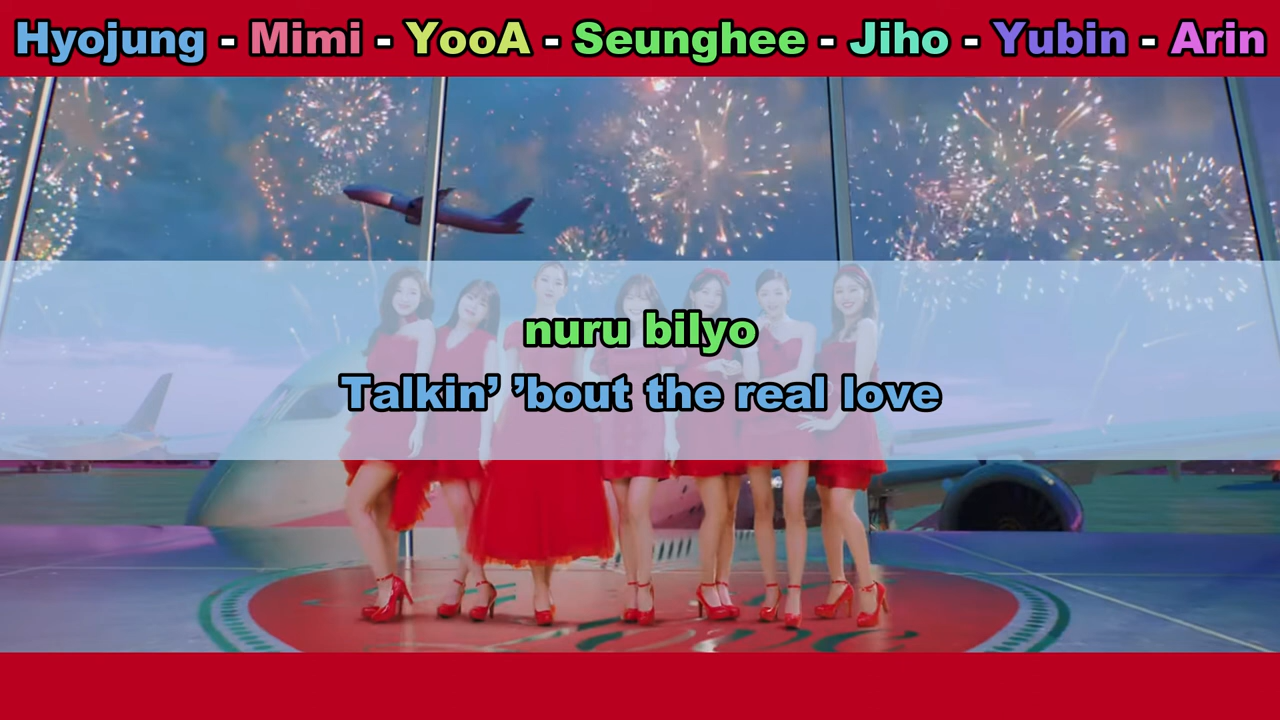 Hyojung - Mimi - YooA - Seunghee - Jiho - Yubin - Arin
nuru bilyo
Talkin’ ’bout the real love